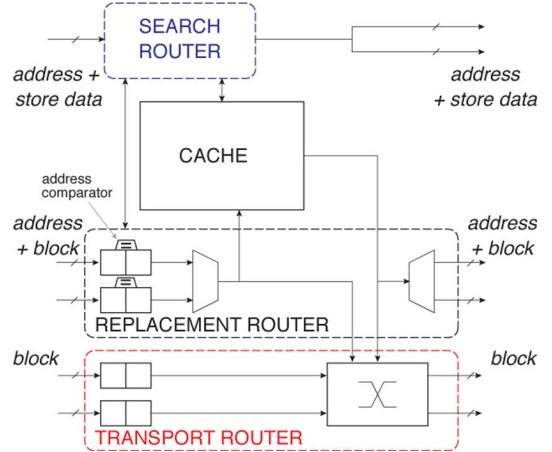 SEARCH
ROUTER
address +
store data
address
+ store data
CACHE
address
comparator
address
+ block
address
+ block
REPLACEMENT ROUTER
block
block
TRANSPORT ROUTER